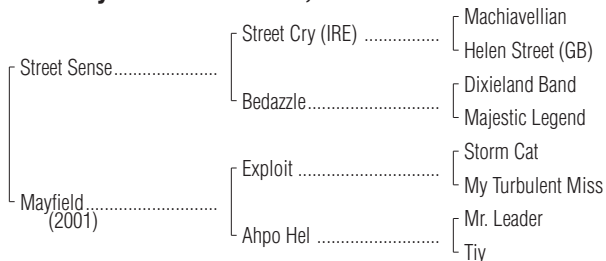 Machiavellian
Street Cry (IRE) ................
Helen Street (GB)
Street Sense......................
Dixieland Band
Bedazzle............................
Majestic Legend
Storm Cat
Exploit ..............................
My Turbulent Miss
Mayfield............................
(2001)
Mr. Leader
Ahpo Hel ..........................
Tiy